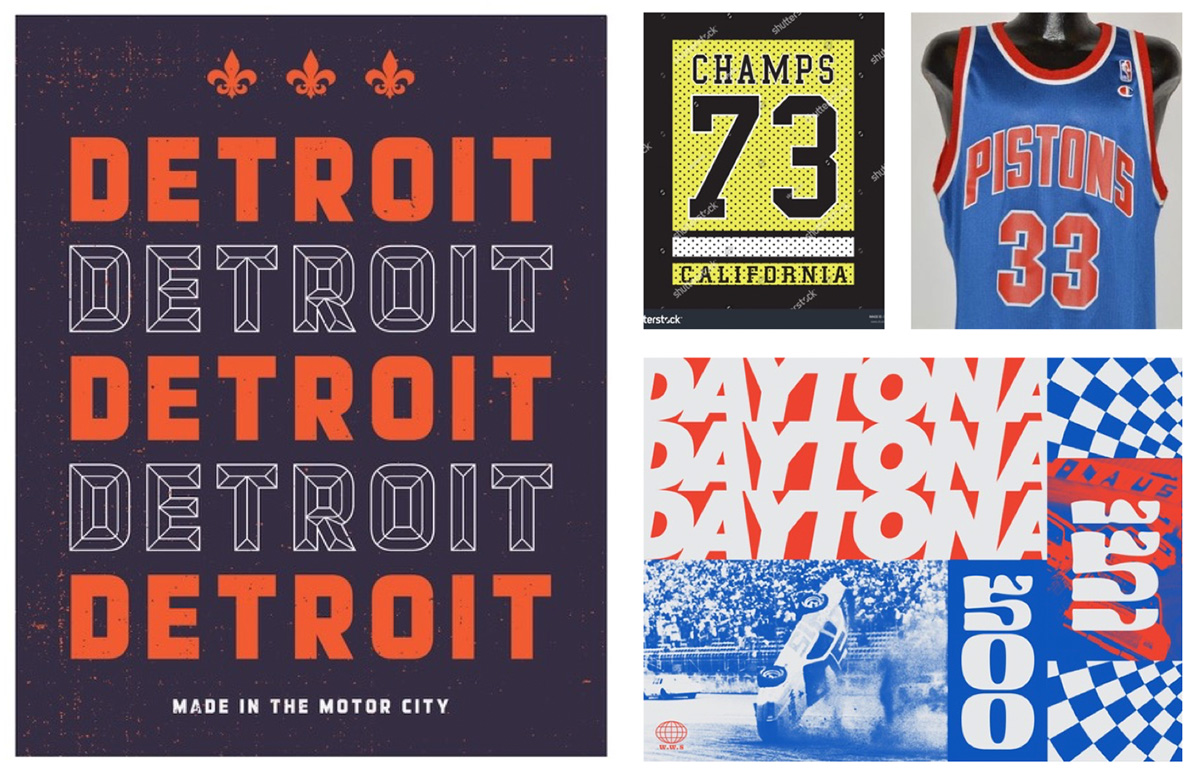 DETROIT
DETROIT
DETROIT
DETROIT
DETROIT
MADE IN THE MOTOR CITY
CHAMPS
73
CALIFORNIA
shutterstock
PISTONS
33
DAYTONA
DAYTONA
DAYTONA
500
W.W.S